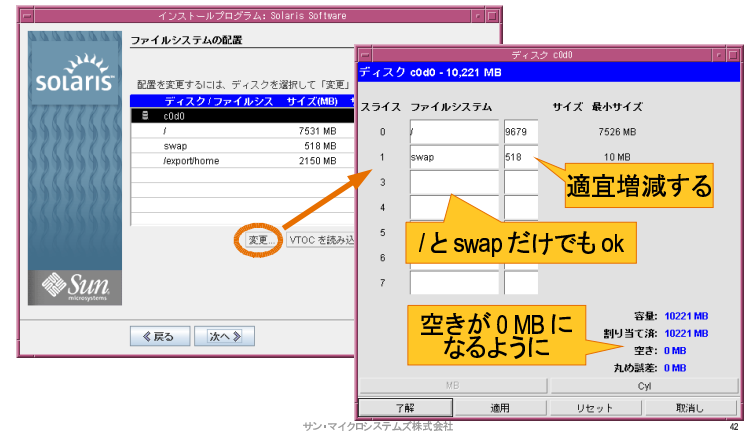 インストールプログラム: Solaris Software
ファイルシステムの配置
solaris
配置を変更するには、ディスクを選択して「変更」
ディスク/ファイルシス サイズ(MB)
c0d0
/ 7531 MB
swap 518 MB
/export/home 2150 MB
変更... VTOC を読み込
Sun
microsystems
戻る 次へ
ディスク c0d0
ディスク c0d0 - 10,221 MB
スライス ファイルシステム サイズ 最小サイズ
0 / 9679 7526 MB
1 swap 518 10 MB
3
4
5
6
7
適宜増減する
/と swap だけでも ok
空きが 0 MB に
なるように
容量: 10221 MB
割り当て済: 10221 MB
空き: 0 MB
丸め誤差: 0 MB
MB Cyl
了解 適用 リセット 取消し
サン・マイクロシステムズ株式会社
42